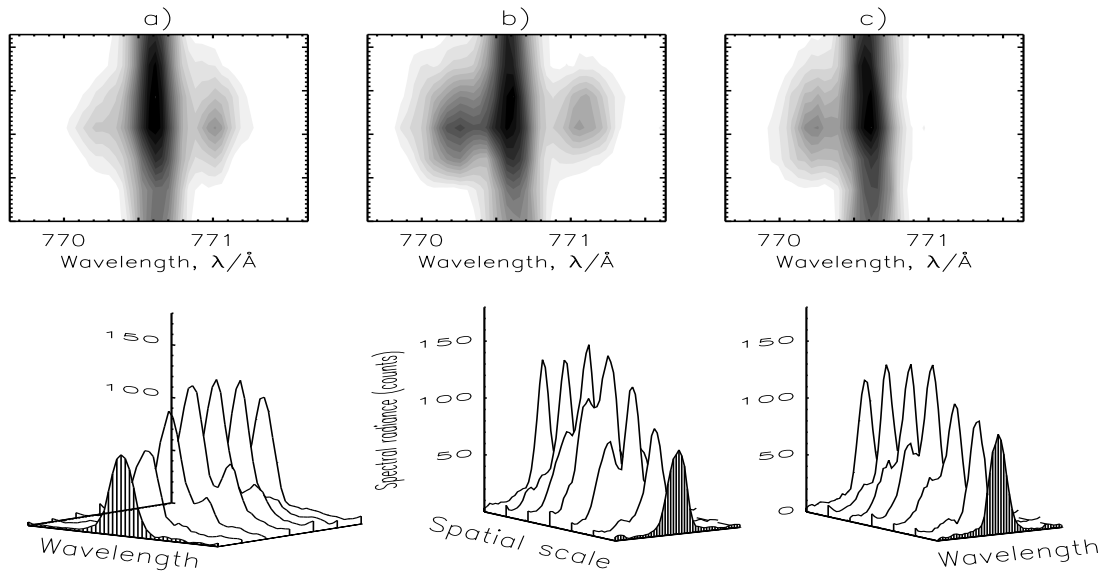 a) b) c)
770 771 770 771 770 771
Wavelength, λ/Å Wavelength, λ/Å Wavelength, λ/Å
150 150 150
100 100 100
50 50
0
Spectral radiance (counts)
Wavelength Spatial scale Wavelength